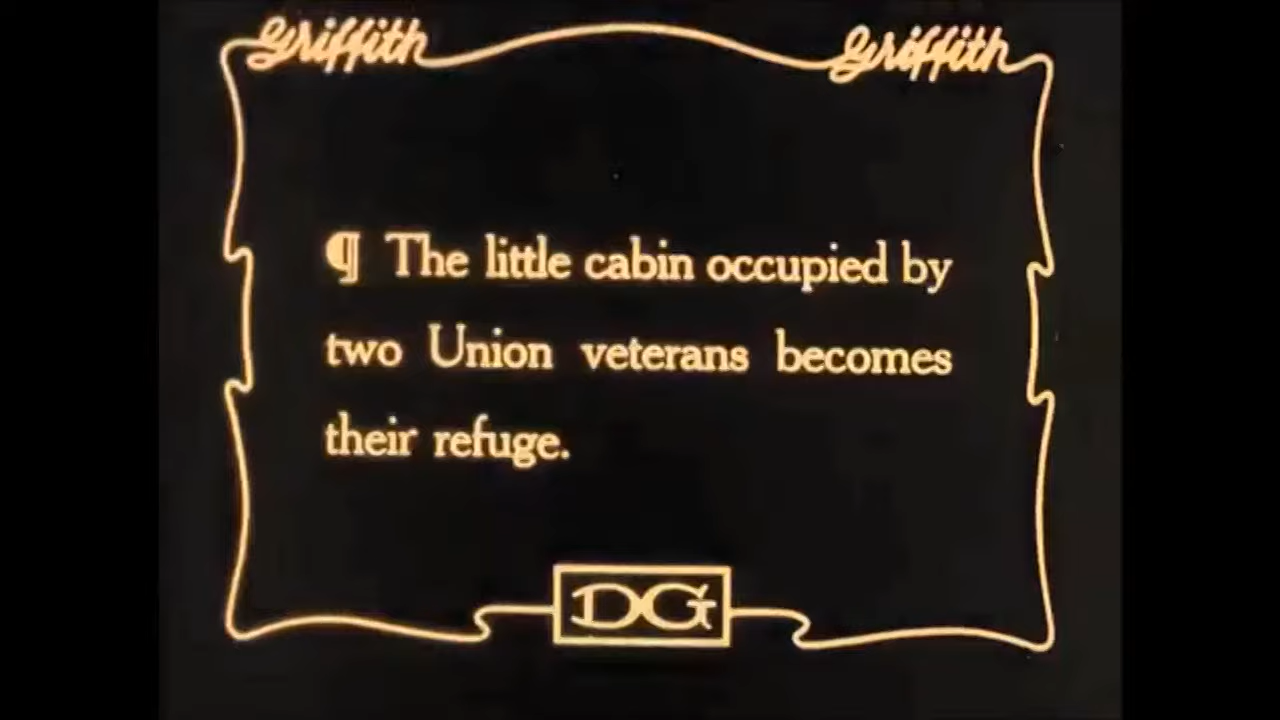 Griffith Griffith
¶ The little cabin occupied by
two Union veterans becomes
their refuge.
DG